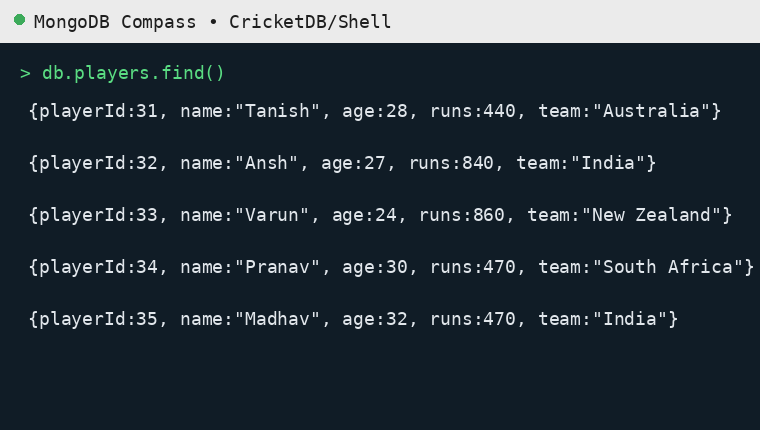 MongoDB Compass • CricketDB/Shell
> db.players.find()
{playerId:31, name:"Tanish", age:28, runs:440, team:"Australia"}
{playerId:32, name:"Ansh", age:27, runs:840, team:"India"}
{playerId:33, name:"Varun", age:24, runs:860, team:"New Zealand"}
{playerId:34, name:"Pranav", age:30, runs:470, team:"South Africa"}
{playerId:35, name:"Madhav", age:32, runs:470, team:"India"}